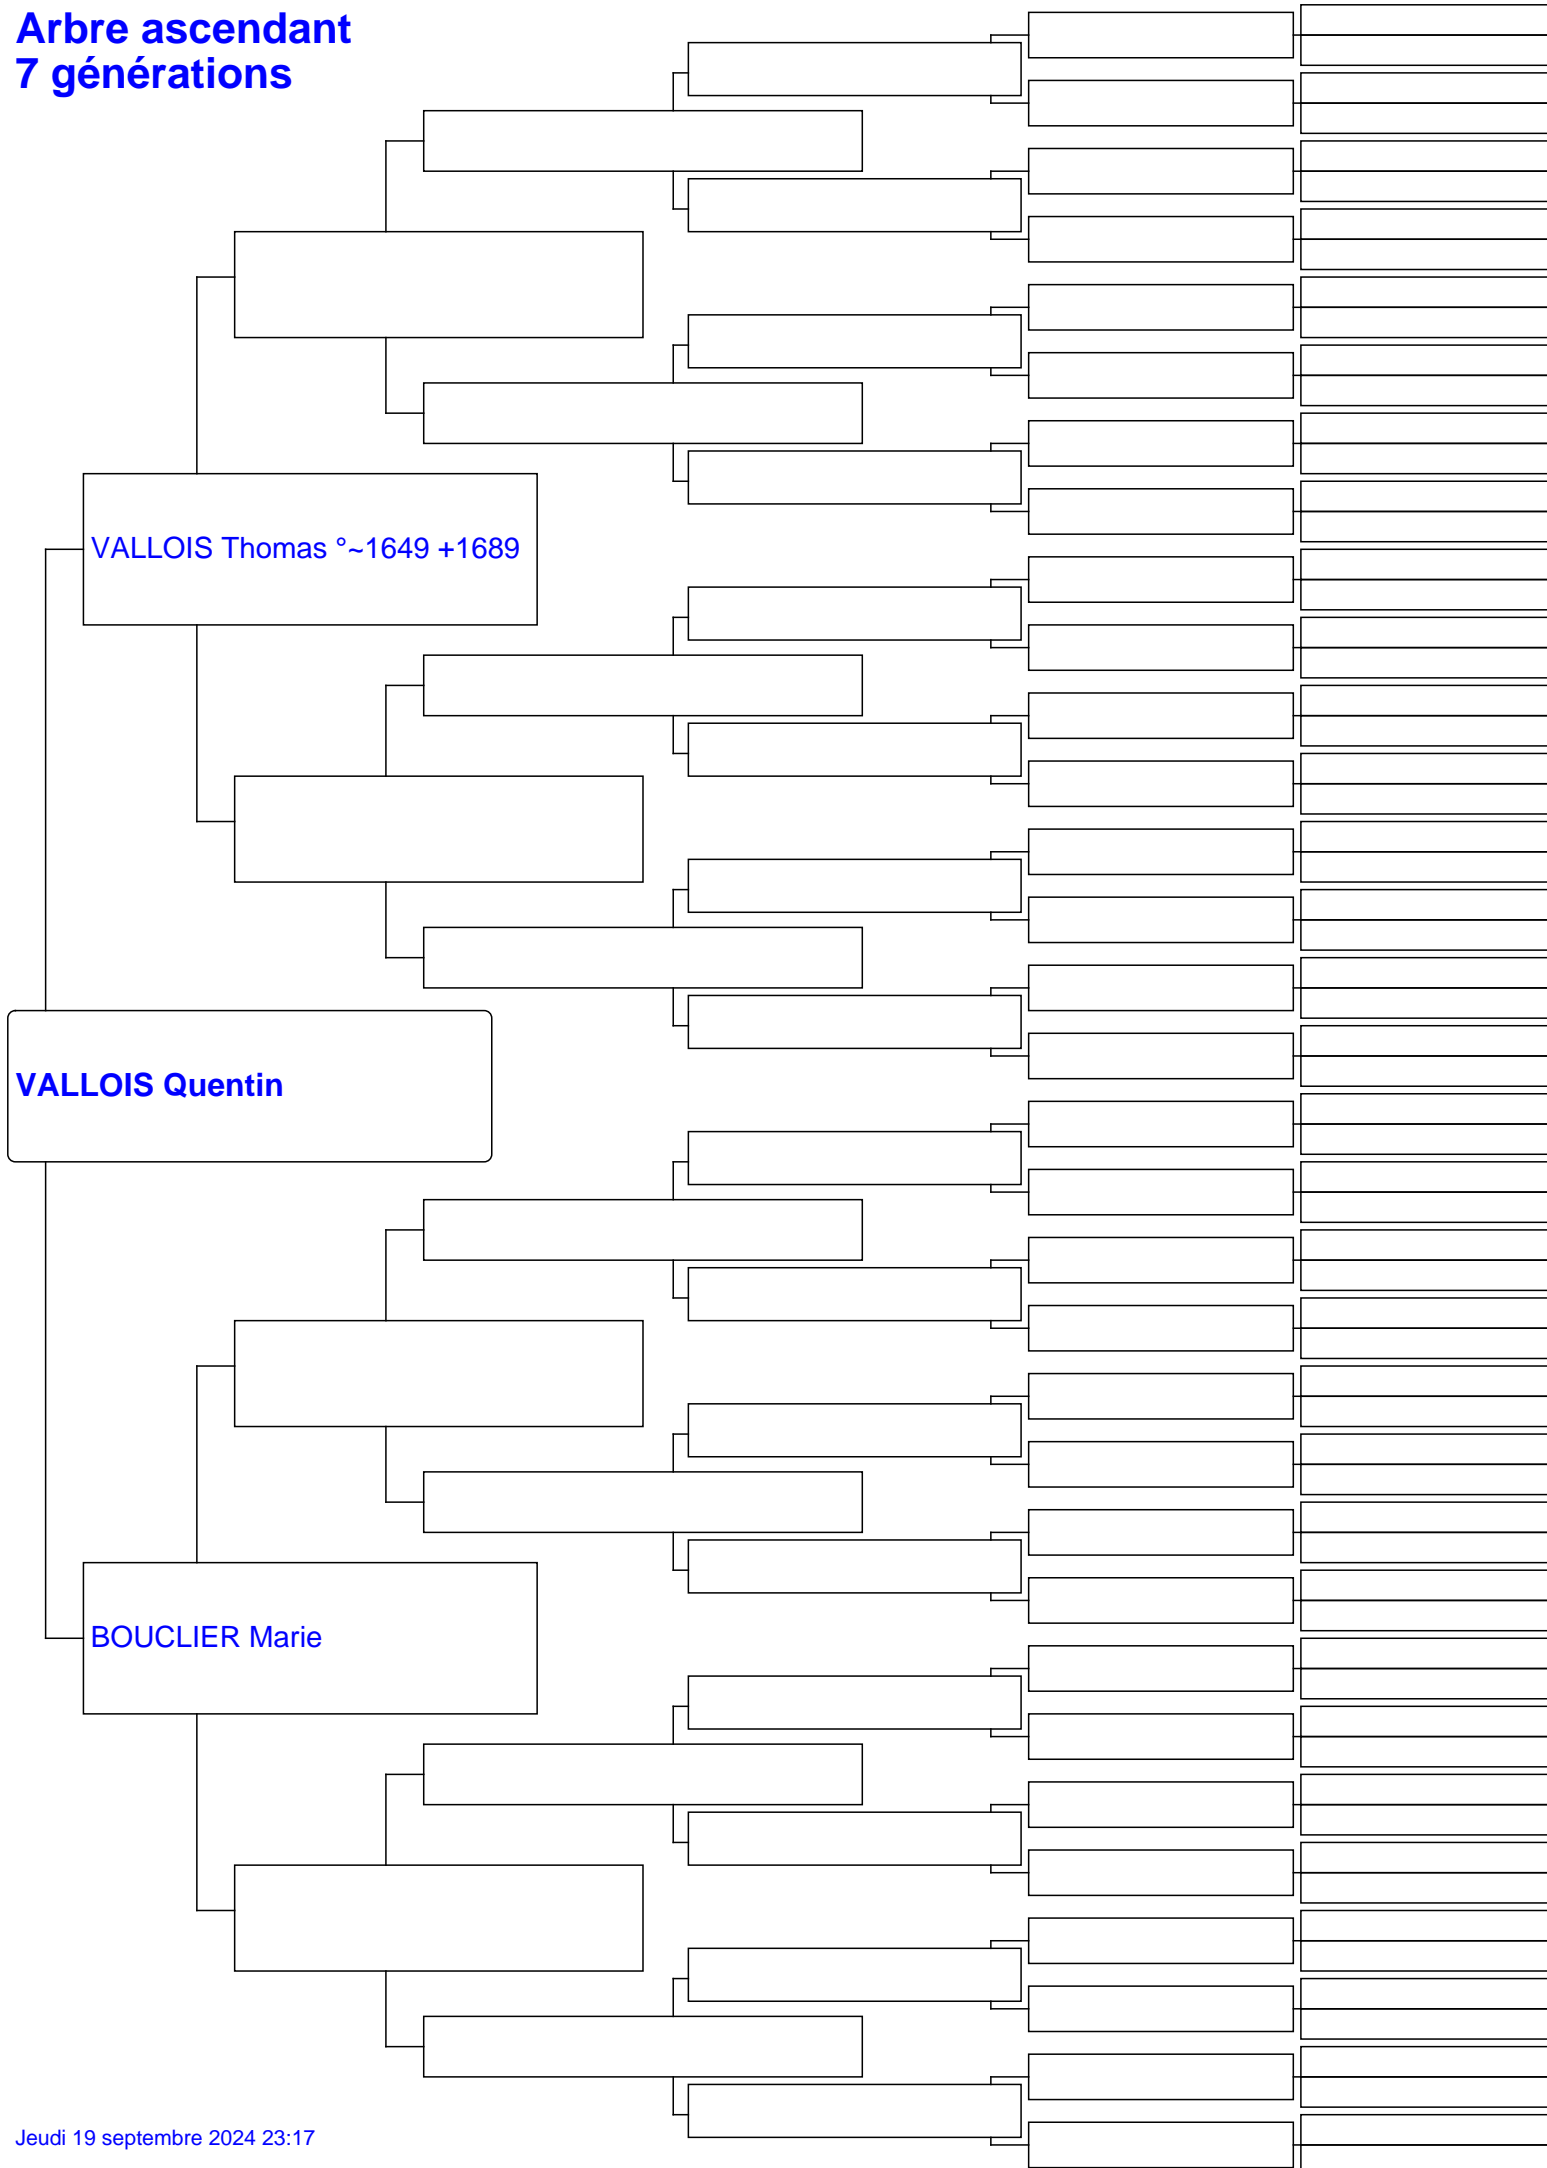 Arbre ascendant
7 générations
VALLOIS Thomas °~1649 +1689
VALLOIS Quentin
BOUCLIER Marie
Jeudi 19 septembre 2024 23:17